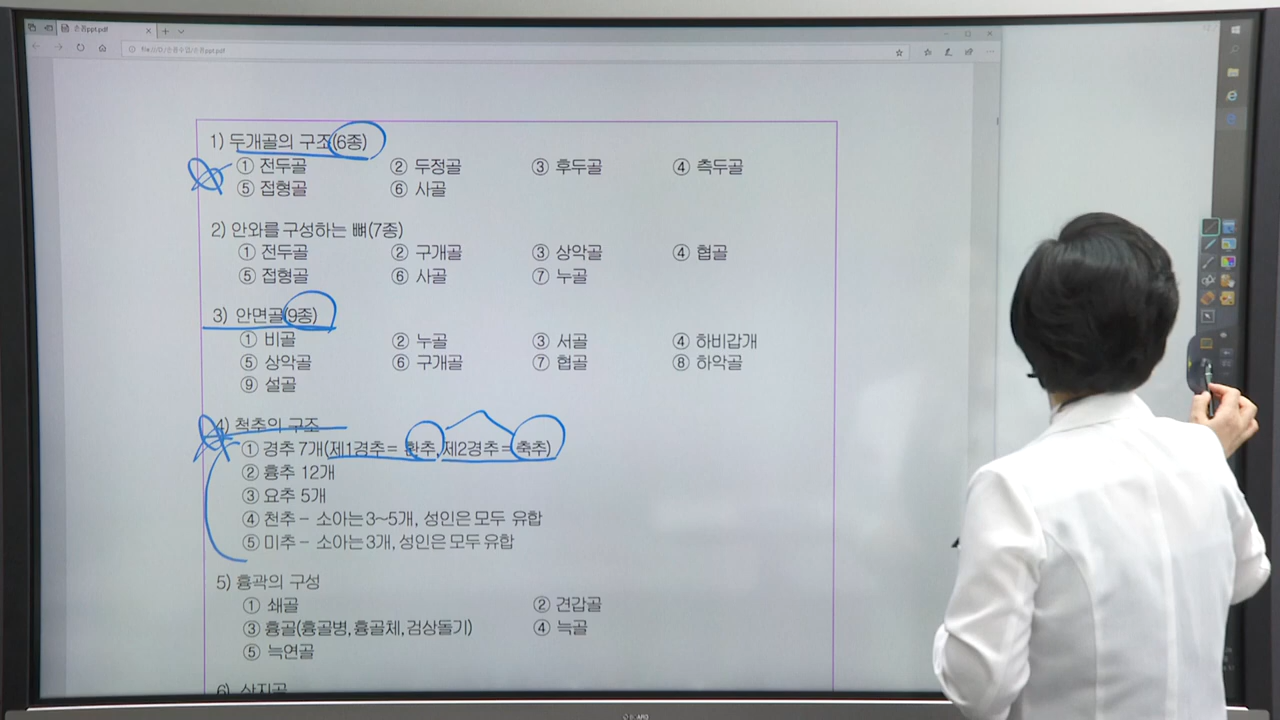 손공ppt.pdf
1) 두개골의 구조(6종)
① 전두골 ② 두정골 ③ 후두골 ④ 측두골
⑤ 접형골 ⑥ 사골
2) 안와를 구성하는 뼈(7종)
① 전두골 ② 구개골 ③ 상악골 ④ 협골
⑤ 접형골 ⑥ 사골 ⑦ 누골
3) 안면골(9종)
① 비골 ② 누골 ③ 서골 ④ 하비갑개
⑤ 상악골 ⑥ 구개골 ⑦ 협골 ⑧ 하악골
⑨ 설골
4) 척추의 구조
① 경추 7개(제1경추= 환추, 제2경추=축추)
② 흉추 12개
③ 요추 5개
④ 천추 - 소아는 3~5개, 성인은 모두 유합
⑤ 미추 - 소아는 3개, 성인은 모두 유합
5) 흉곽의 구성
① 쇄골 ② 견갑골
③ 흉골(흉골병, 흉골체, 검상돌기) ④ 늑골
⑤ 늑연골
6) 상지골